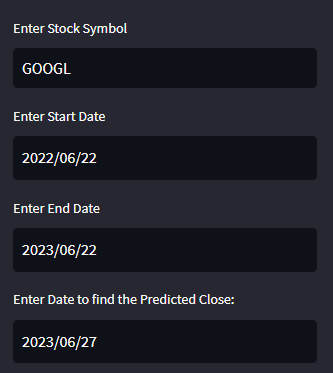 Enter Stock Symbol
GOOGL
Enter Start Date
2022/06/22
Enter End Date
2023/06/22
Enter Date to find the Predicted Close:
2023/06/27